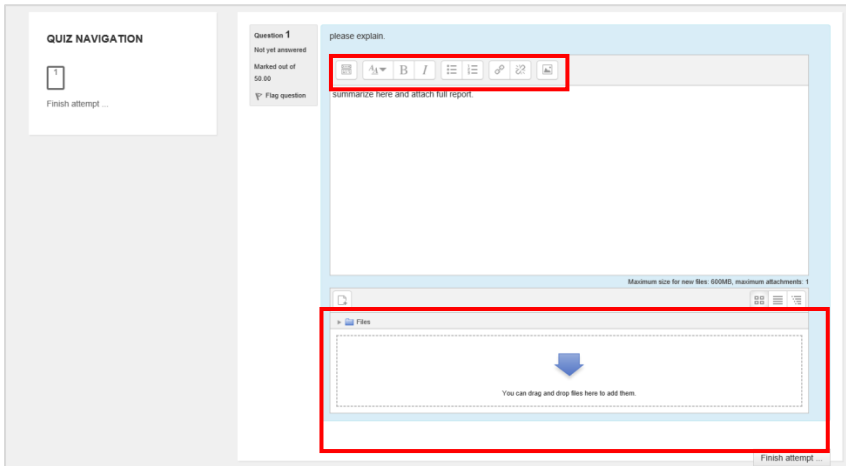 QUIZ NAVIGATION
1
Finish attempt ...
Question 1
Not yet answered
Marked out of
50.00
Flag question
please explain.
B I
summarize here and attach full report.
Maximum size for new files: 600MB, maximum attachments: 1
Files
You can drag and drop files here to add them.
Finish attempt ...